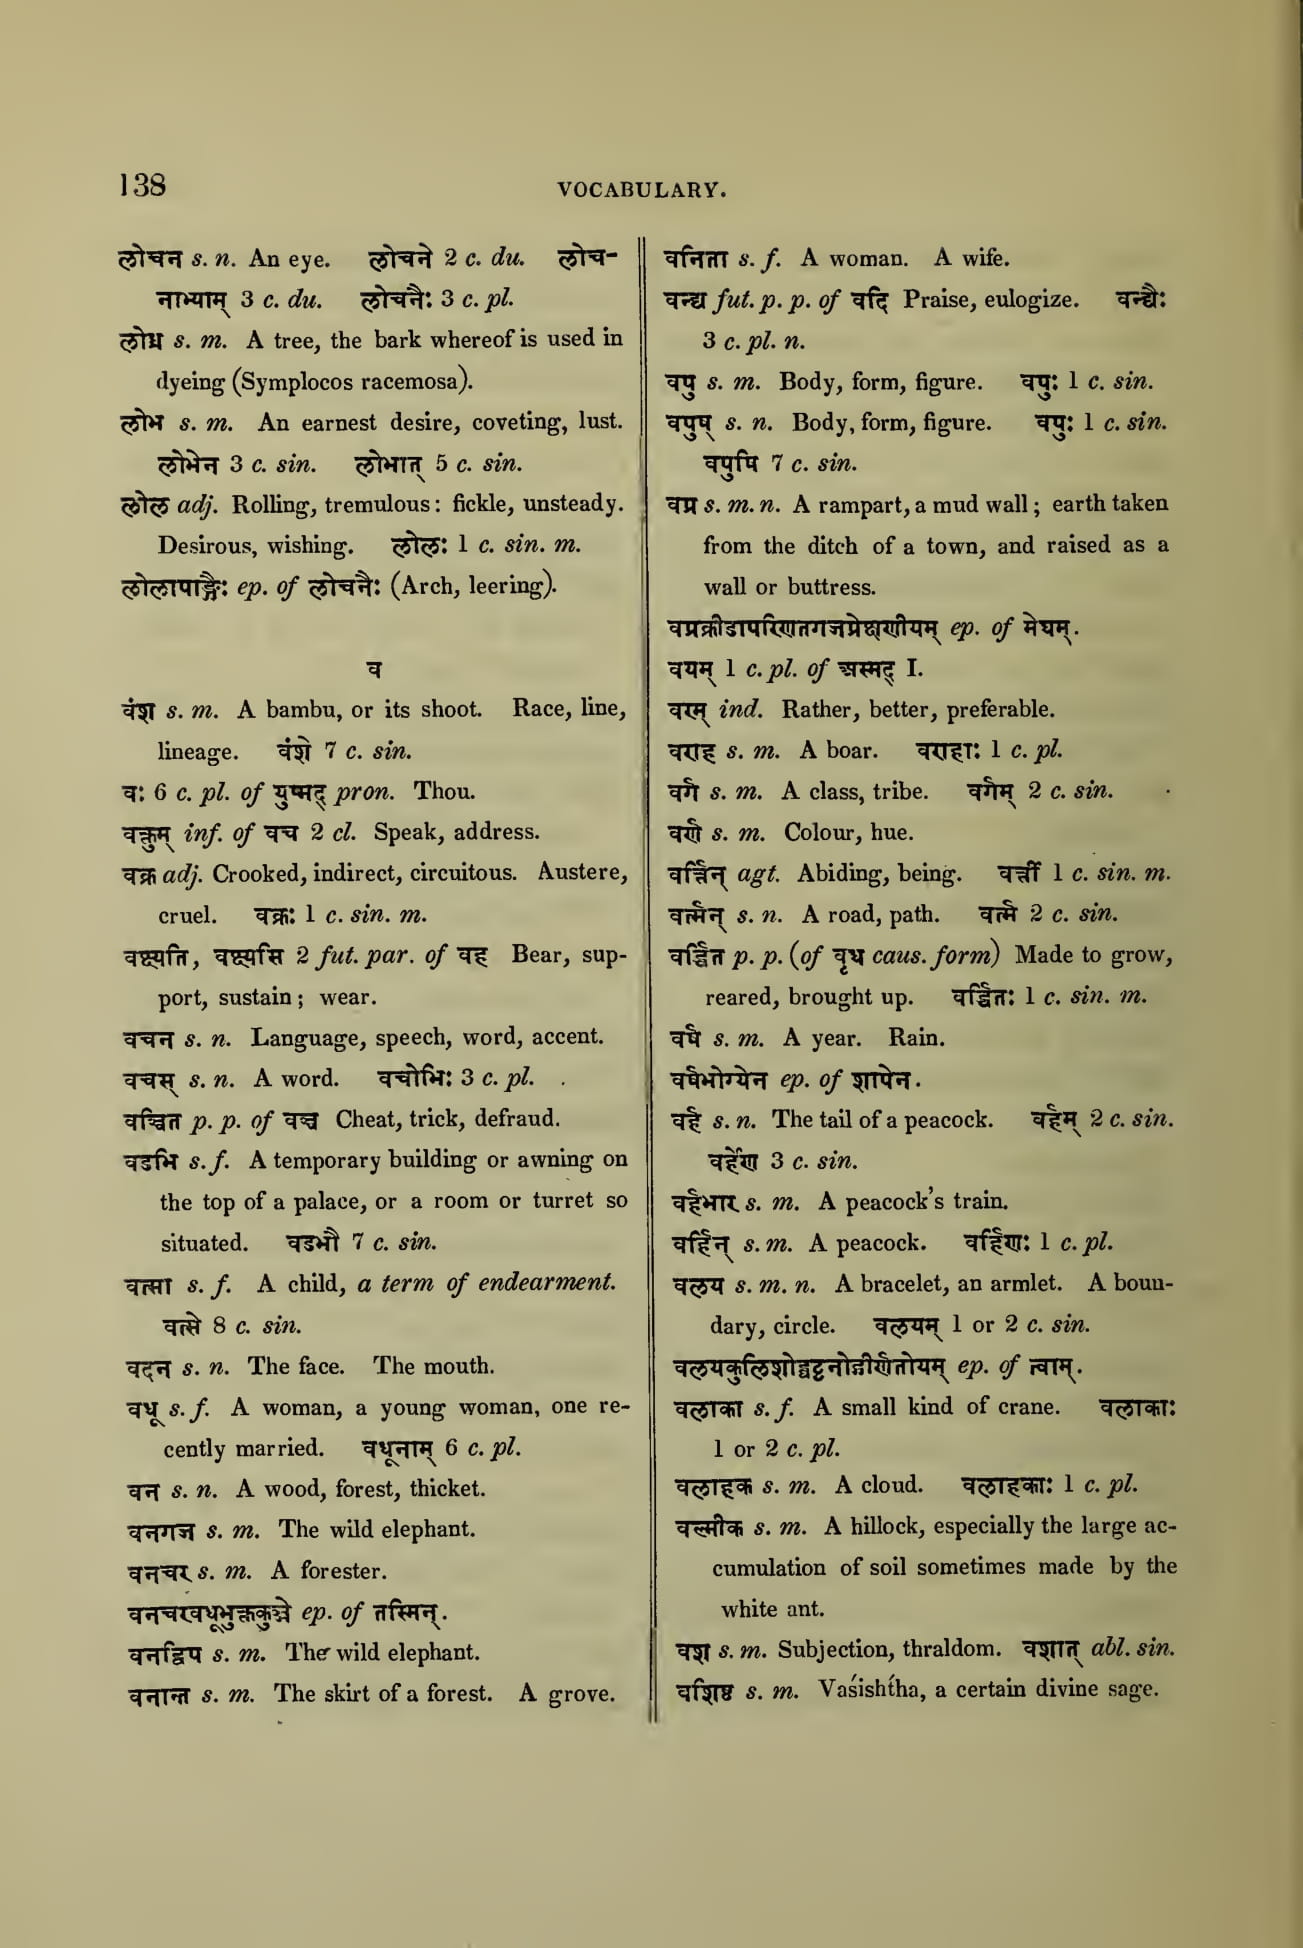 138
VOCABULARY.
लोचन s. n. An eye. लोचने 2 c. du. लोच-
नाभ्याम् 3 c. du. लोचनैः 3 c. pl.
लोध्र s. m. A tree, the bark whereof is used in
dyeing (Symplocos racemosa).
लोभ s. m. An earnest desire, coveting, lust.
लोभेन 3 c. sin. लोभात् 5 c. sin.
लोल adj. Rolling, tremulous: fickle, unsteady.
Desirous, wishing. लोलः 1 c. sin. m.
लोलापाङ्गैः ep. of लोचनैः (Arch, leering).
व
वंश s. m. A bambu, or its shoot. Race, line,
lineage. वंशे 7 c. sin.
वः 6 c. pl. of युष्मद् pron. Thou.
वक्तुम् inf. of वच 2 cl. Speak, address.
वक्र adj. Crooked, indirect, circuitous. Austere,
cruel. वक्रः 1 c. sin. m.
वक्ष्यति, वक्ष्यसि 2 fut. par. of वह Bear, sup-
port, sustain; wear.
वचन s. n. Language, speech, word, accent.
वचस् s. n. A word. वचोभिः 3 c. pl.
वञ्चित p. p. of वञ्च Cheat, trick, defraud.
वडभि s. f. A temporary building or awning on
the top of a palace, or a room or turret so
situated. वडभौ 7 c. sin.
वत्सा s. f. A child, a term of endearment.
वत्से 8 c. sin.
वदन s. n. The face. The mouth.
वधू s. f. A woman, a young woman, one re-
cently married. वधूनाम् 6 c. pl.
वन s. n. A wood, forest, thicket.
वनगज s. m. The wild elephant.
वनचर s. m. A forester.
वनचरवधूभुक्तकुञ्जे ep. of तस्मिन्.
वनद्विप s. m. The wild elephant.
वनान्त s. m. The skirt of a forest. A grove.
वनिता s. f. A woman. A wife.
वन्द्य fut. p. p. of वदि Praise, eulogize. वन्द्यैः
3 c. pl. n.
वपु s. m. Body, form, figure. वपुः 1 c. sin.
वपुष् s. n. Body, form, figure. वपुः 1 c. sin.
वपुषि 7 c. sin.
वप्र s. m. n. A rampart, a mud wall; earth taken
from the ditch of a town, and raised as a
wall or buttress.
वप्रक्रीडापरिणतगजप्रेक्षणीयम् ep. of मेघम्.
वयम् 1 c. pl. of अस्मद् I.
वरम् ind. Rather, better, preferable.
वराह s. m. A boar. वराहाः 1 c. pl.
वर्ग s. m. A class, tribe. वर्गम् 2 c. sin.
वर्ण s. m. Colour, hue.
वर्त्तिन् agt. Abiding, being. वर्त्ती 1 c. sin. m.
वर्त्मन् s. n. A road, path. वर्त्म 2 c. sin.
वर्द्धित p. p. (of वृध caus. form) Made to grow,
reared, brought up. वर्द्धितः 1 c. sin. m.
वर्ष s. m. A year. Rain.
वर्षभोग्येन ep. of शापेन.
वर्ह s. n. The tail of a peacock. वर्हम् 2 c. sin.
वर्हेण 3 c. sin.
वर्हभार s. m. A peacock's train.
वर्हिन् s. m. A peacock. वर्हिणः 1 c. pl.
वलय s. m. n. A bracelet, an armlet. A boun-
dary, circle. वलयम् 1 or 2 c. sin.
वलयकुलिशोद्घट्टनोद्गीर्णतोयम् ep. of त्वाम्.
वलाका s. f. A small kind of crane. वलाकाः
1 or 2 c. pl.
वलाहक s. m. A cloud. वलाहकाः 1 c. pl.
वल्मीक s. m. A hillock, especially the large ac-
cumulation of soil sometimes made by the
white ant.
वश s. m. Subjection, thraldom. वशात् abl. sin.
वशिष्ठ s. m. Vaśishṭha, a certain divine sage.